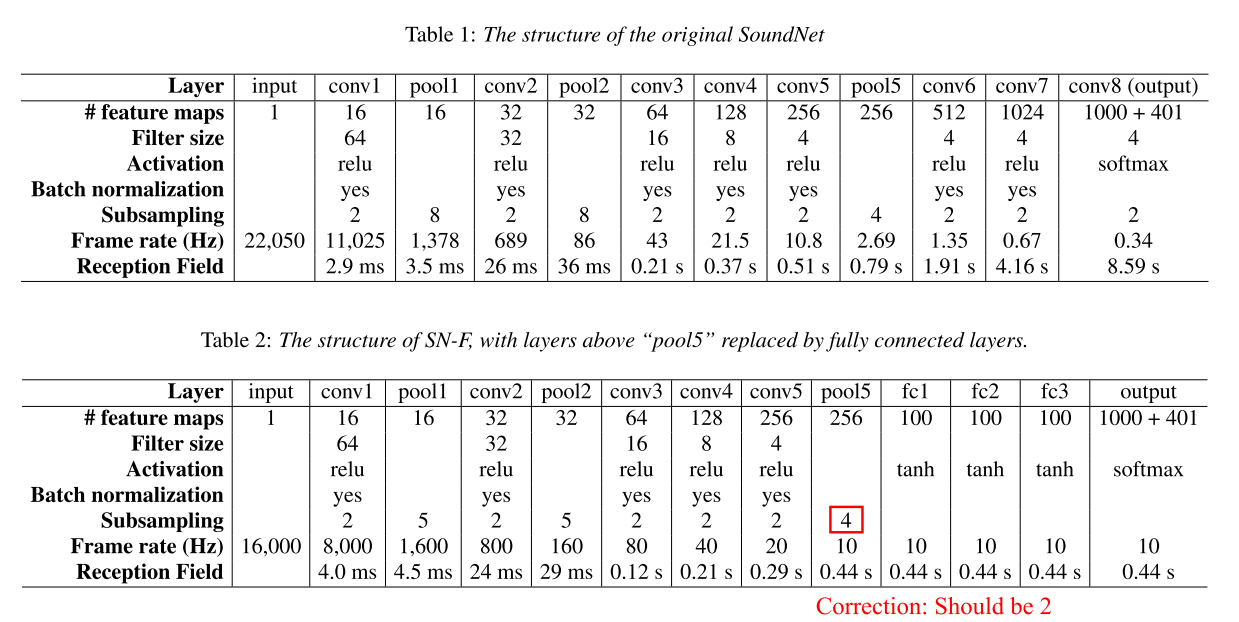 Table 1: The structure of the original SoundNet
Layer input conv1 pool1 conv2 pool2 conv3 conv4 conv5 pool5 conv6 conv7 conv8 (output)
# feature maps 1 16 16 32 32 64 128 256 256 512 1024 1000 + 401
Filter size 64 32 16 8 4 4 4 4
Activation relu relu relu relu relu relu relu softmax
Batch normalization yes yes yes yes yes yes yes
Subsampling 2 8 2 8 2 2 2 4 2 2 2
Frame rate (Hz) 22,050 11,025 1,378 689 86 43 21.5 10.8 2.69 1.35 0.67 0.34
Reception Field 2.9 ms 3.5 ms 26 ms 36 ms 0.21 s 0.37 s 0.51 s 0.79 s 1.91 s 4.16 s 8.59 s
Table 2: The structure of SN-F, with layers above “pool5” replaced by fully connected layers.
Layer input conv1 pool1 conv2 pool2 conv3 conv4 conv5 pool5 fc1 fc2 fc3 output
# feature maps 1 16 16 32 32 64 128 256 256 100 100 100 1000 + 401
Filter size 64 32 16 8 4
Activation relu relu relu relu relu tanh tanh tanh softmax
Batch normalization yes yes yes yes yes
Subsampling 2 5 2 5 2 2 2 4
Frame rate (Hz) 16,000 8,000 1,600 800 160 80 40 20 10 10 10 10 10
Reception Field 4.0 ms 4.5 ms 24 ms 29 ms 0.12 s 0.21 s 0.29 s 0.44 s 0.44 s 0.44 s 0.44 s 0.44 s
Correction: Should be 2